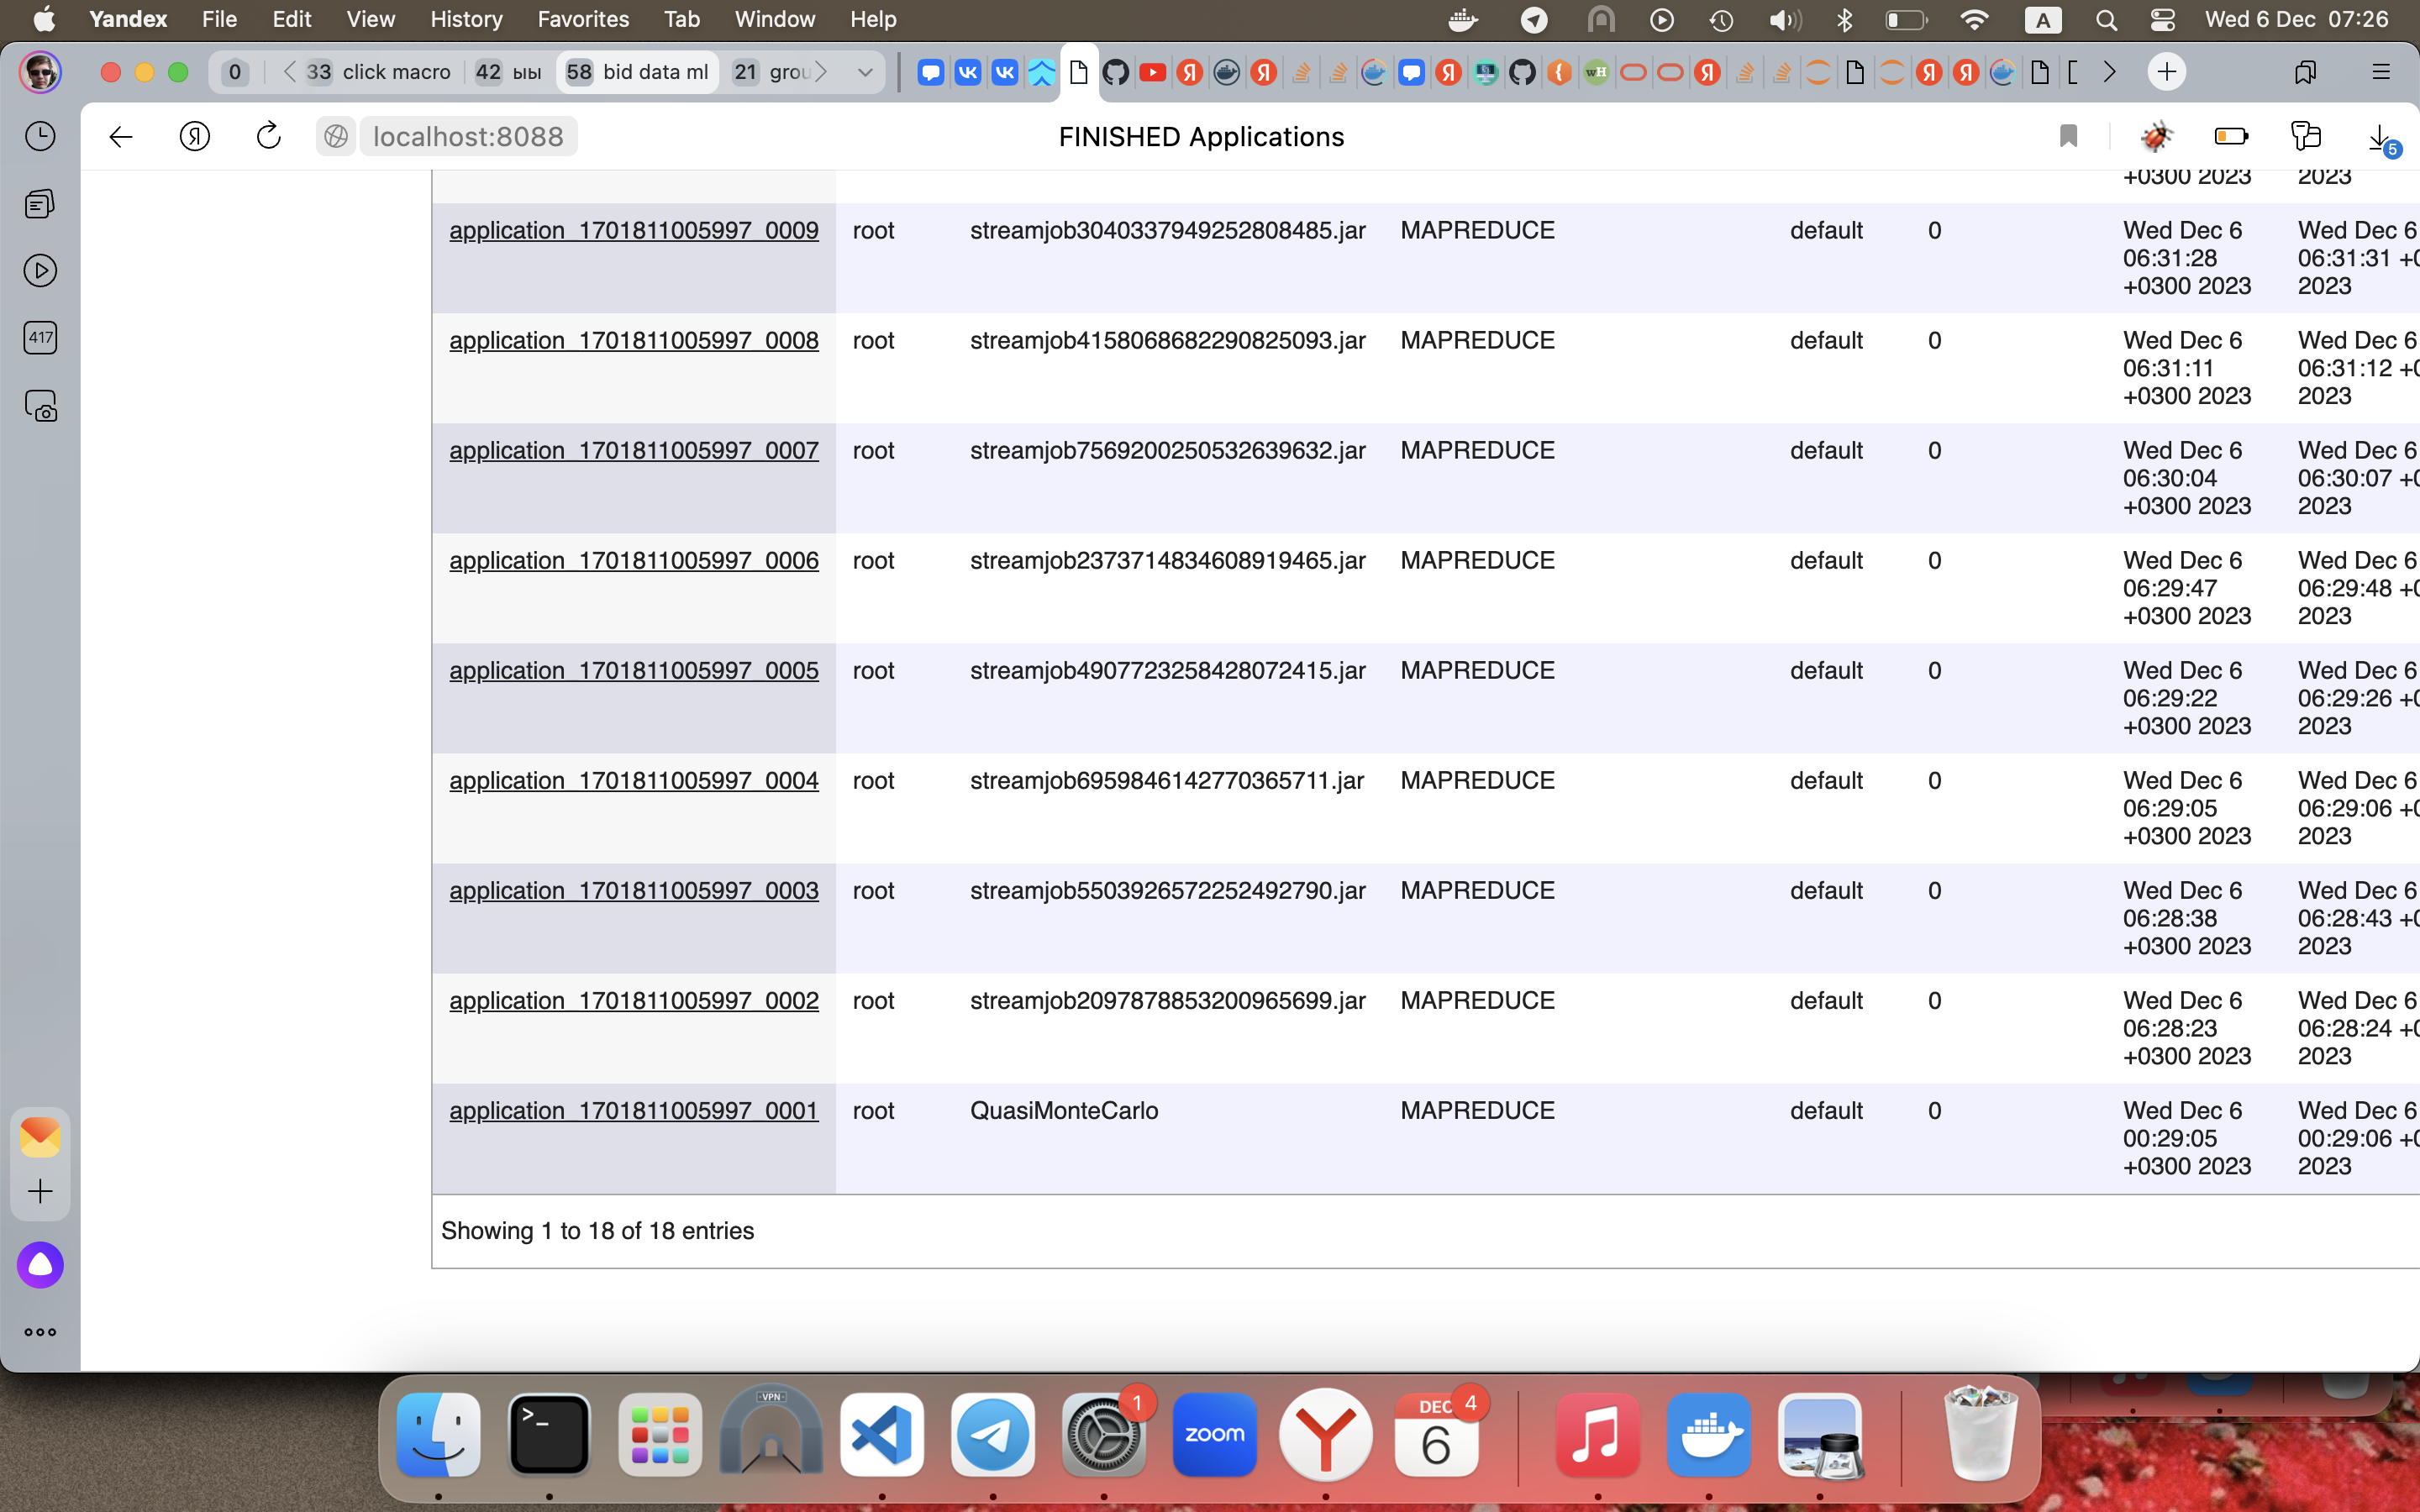 Yandex File Edit View History Favorites Tab Window Help A Wed 6 Dec 07:26
0 33 click macro 42 ыы 58 bid data ml 21 grou
Я localhost:8088 FINISHED Applications 5
+0300 2023 2023
application_1701811005997_0009 root streamjob3040337949252808485.jar MAPREDUCE default 0 Wed Dec 6 Wed Dec 6
06:31:28 06:31:31 +0
+0300 2023 2023
application_1701811005997_0008 root streamjob4158068682290825093.jar MAPREDUCE default 0 Wed Dec 6 Wed Dec 6
06:31:11 06:31:12 +0
+0300 2023 2023
application_1701811005997_0007 root streamjob7569200250532639632.jar MAPREDUCE default 0 Wed Dec 6 Wed Dec 6
06:30:04 06:30:07 +0
+0300 2023 2023
application_1701811005997_0006 root streamjob2373714834608919465.jar MAPREDUCE default 0 Wed Dec 6 Wed Dec 6
06:29:47 06:29:48 +0
+0300 2023 2023
application_1701811005997_0005 root streamjob4907723258428072415.jar MAPREDUCE default 0 Wed Dec 6 Wed Dec 6
06:29:22 06:29:26 +0
+0300 2023 2023
application_1701811005997_0004 root streamjob6959846142770365711.jar MAPREDUCE default 0 Wed Dec 6 Wed Dec 6
06:29:05 06:29:06 +0
+0300 2023 2023
application_1701811005997_0003 root streamjob5503926572252492790.jar MAPREDUCE default 0 Wed Dec 6 Wed Dec 6
06:28:38 06:28:43 +0
+0300 2023 2023
application_1701811005997_0002 root streamjob2097878853200965699.jar MAPREDUCE default 0 Wed Dec 6 Wed Dec 6
06:28:23 06:28:24 +0
+0300 2023 2023
application_1701811005997_0001 root QuasiMonteCarlo MAPREDUCE default 0 Wed Dec 6 Wed Dec 6
00:29:05 00:29:06 +0
+0300 2023 2023
Showing 1 to 18 of 18 entries
417
VPN
1
zoom
DEC 4
6